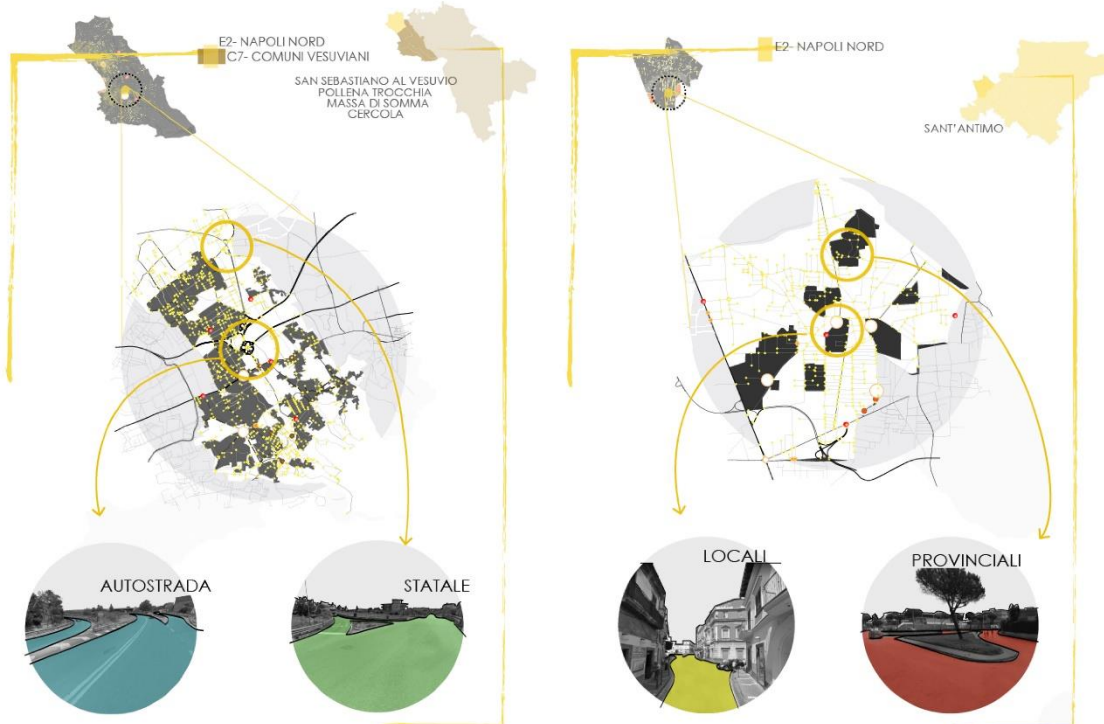 E2- NAPOLI NORD
C7- COMUNI VESUVIANI
SAN SEBASTIANO AL VESUVIO
POLLENA TROCCHIA
MASSA DI SOMMA
CERCOLA
AUTOSTRADA
STATALE
E2- NAPOLI NORD
SANT'ANTIMO
LOCALI
PROVINCIALI